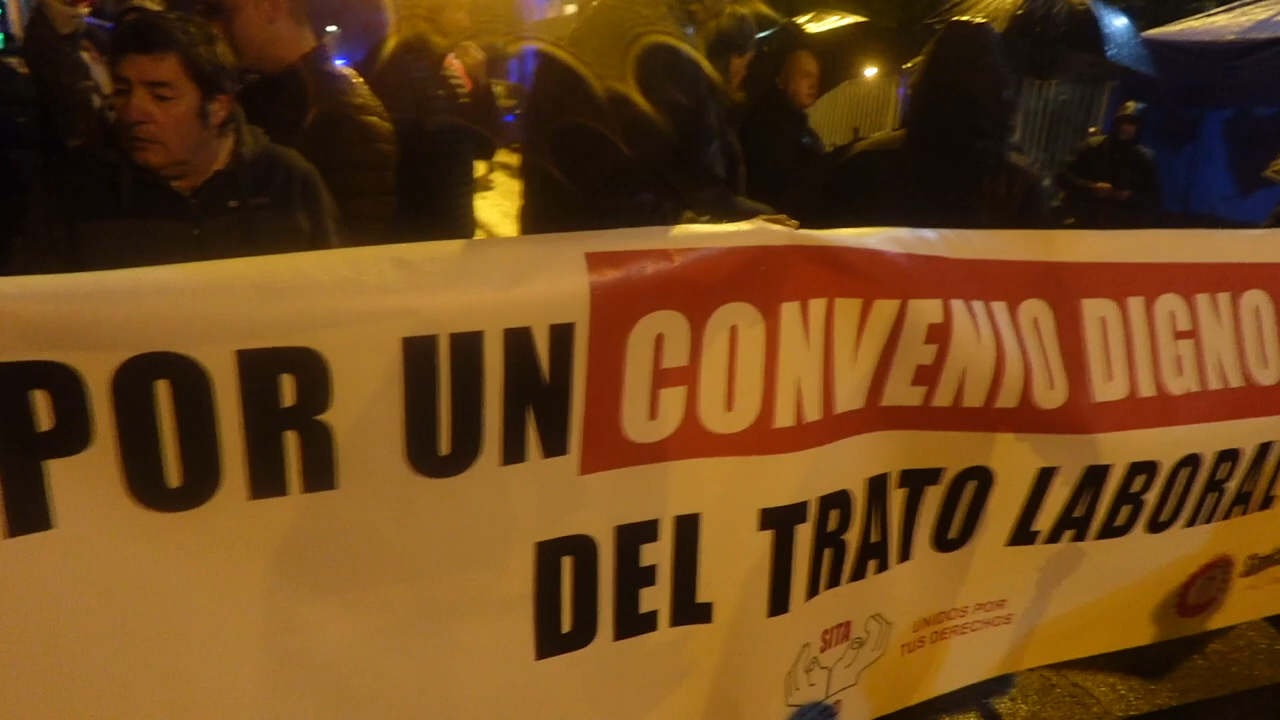 POR UN CONVENIO DIGNO
DEL TRATO LABORAL
SITA
UNIDOS POR
TUS DERECHOS